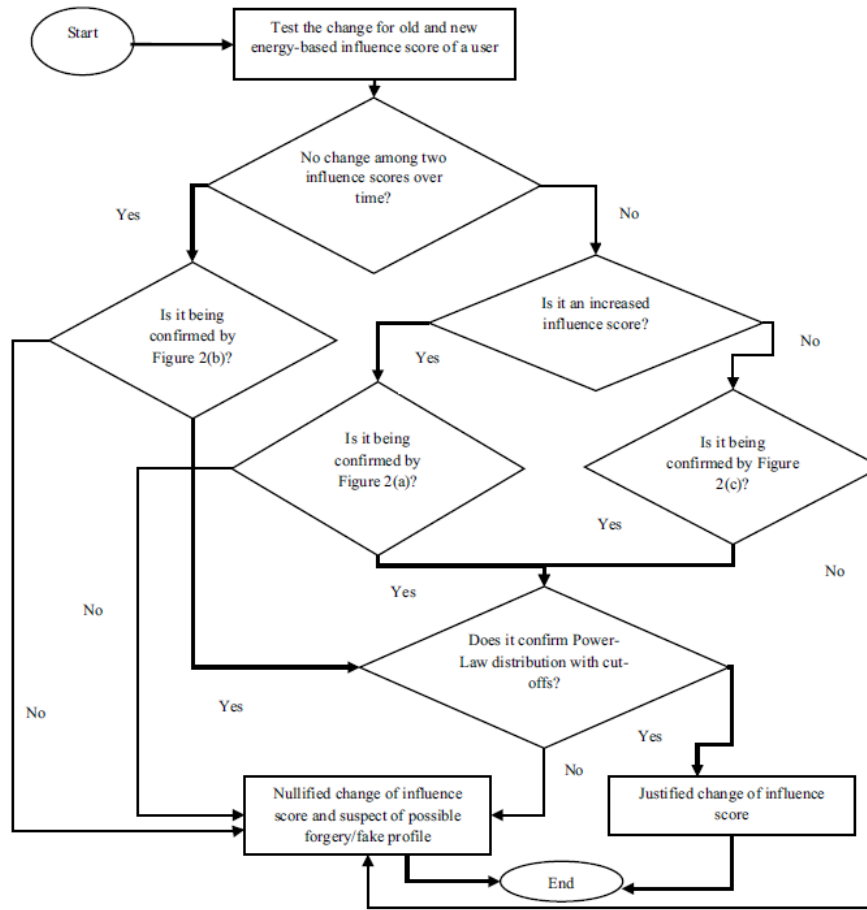 Start
Test the change for old and new
energy-based influence score of a user
No change among two
influence scores over
time?
Yes
No
Is it being
confirmed by
Figure 2(b)?
Is it an increased
influence score?
Yes
No
Is it being
confirmed by
Figure 2(a)?
Is it being
confirmed by Figure
2(c)?
Yes
No
Yes
No
Does it confirm Power-
Law distribution with cut-
offs?
No
Yes
Yes
No
Nullified change of influence
score and suspect of possible
forgery/fake profile
Justified change of influence
score
End